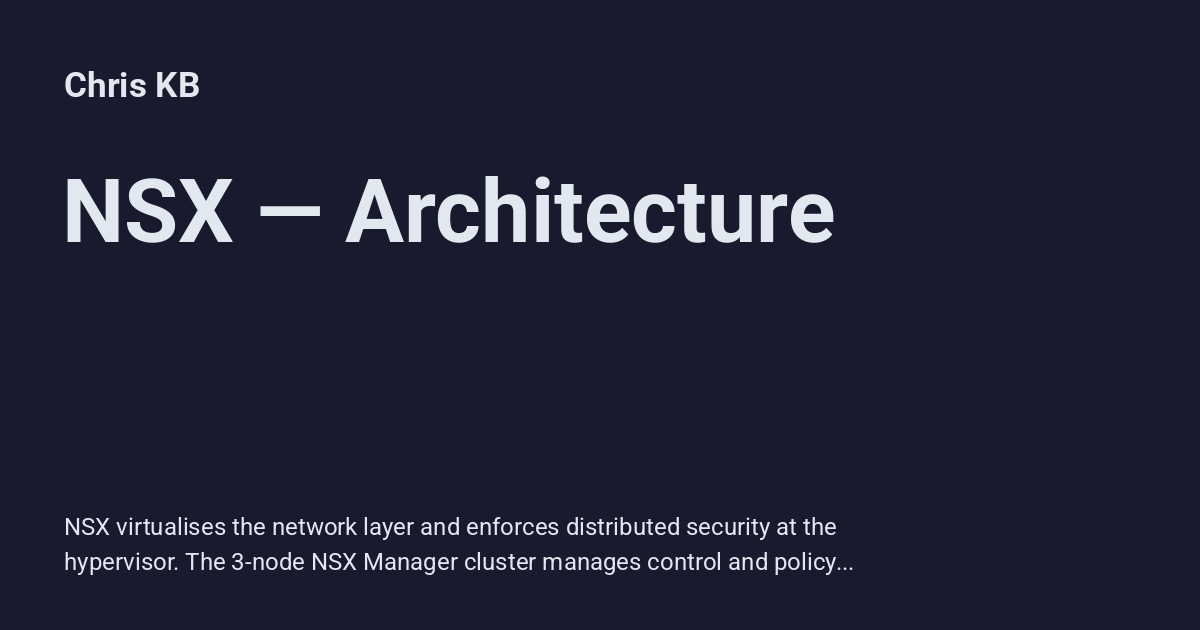 Chris KB
NSX — Architecture
NSX virtualises the network layer and enforces distributed security at the
hypervisor. The 3-node NSX Manager cluster manages control and policy...